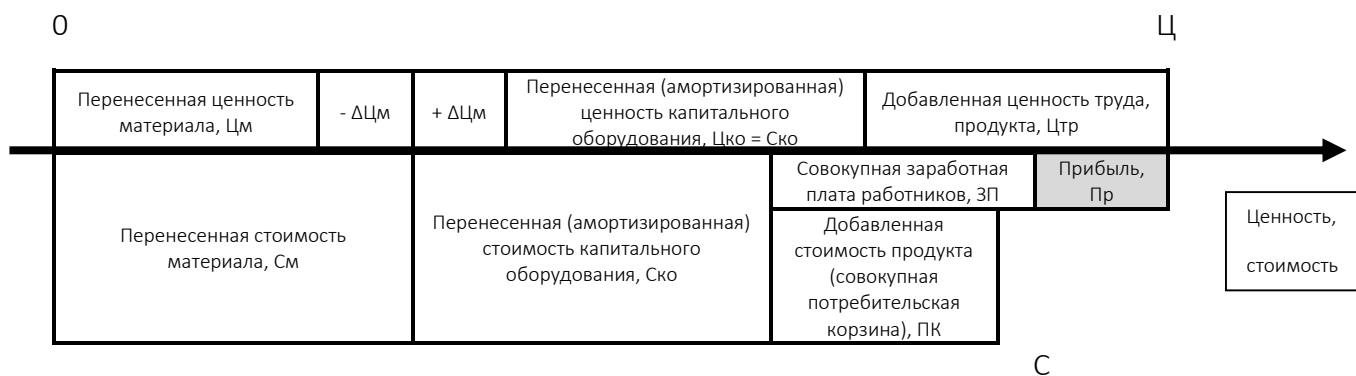 0
Ц
Перенесенная ценность
материала, Цм
- ΔЦм
+ ΔЦм
Перенесенная (амортизированная)
ценность капитального
оборудования, Цко = Ско
Добавленная ценность труда,
продукта, Цтр
Перенесенная стоимость
материала, См
Перенесенная (амортизированная)
стоимость капитального
оборудования, Ско
Совокупная заработная
плата работников, ЗП
Прибыль,
Пр
Добавленная
стоимость продукта
(совокупная
потребительская
корзина), ПК
Ценность,
стоимость
С